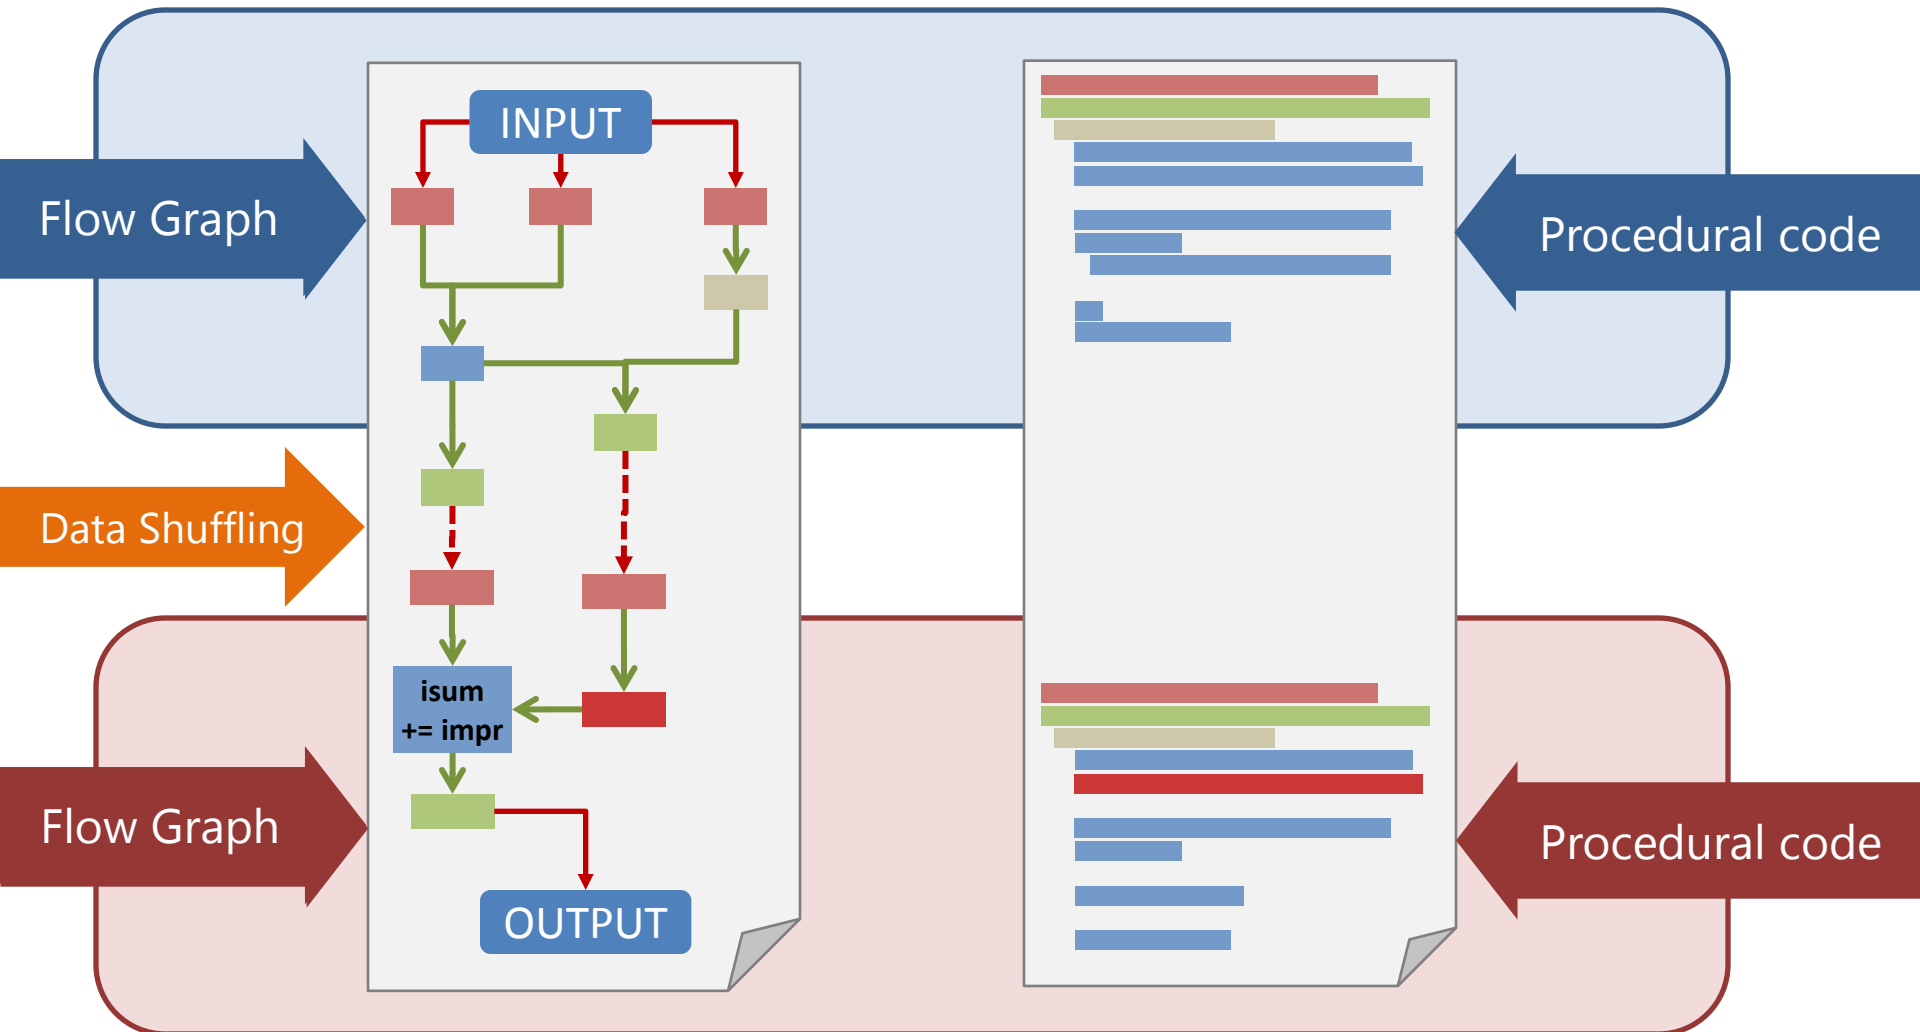 INPUT
Flow Graph
Procedural code
Data Shuffling
isum
+= impr
Flow Graph
Procedural code
OUTPUT